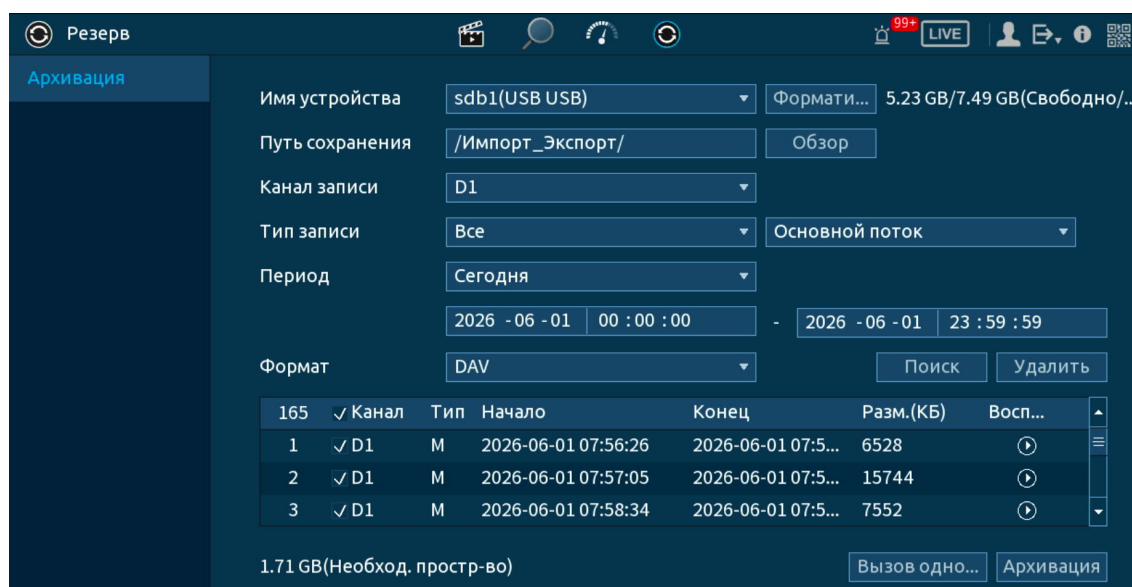 Резерв 99+ LIVE
Архивация
Имя устройства sdb1(USB USB) Формати... 5.23 GB/7.49 GB(Свободно/..
Путь сохранения /Импорт_Экспорт/ Обзор
Канал записи D1
Тип записи Все Основной поток
Период Сегодня
2026 - 06 - 01 00 : 00 : 00 - 2026 - 06 - 01 23 : 59 : 59
Формат DAV Поиск Удалить
165 Канал Тип Начало Конец Разм.(КБ) Восп...
1 D1 М 2026-06-01 07:56:26 2026-06-01 07:5... 6528
2 D1 М 2026-06-01 07:57:05 2026-06-01 07:5... 15744
3 D1 М 2026-06-01 07:58:34 2026-06-01 07:5... 7552
1.71 GB(Необход. простр-во) Вызов одно... Архивация